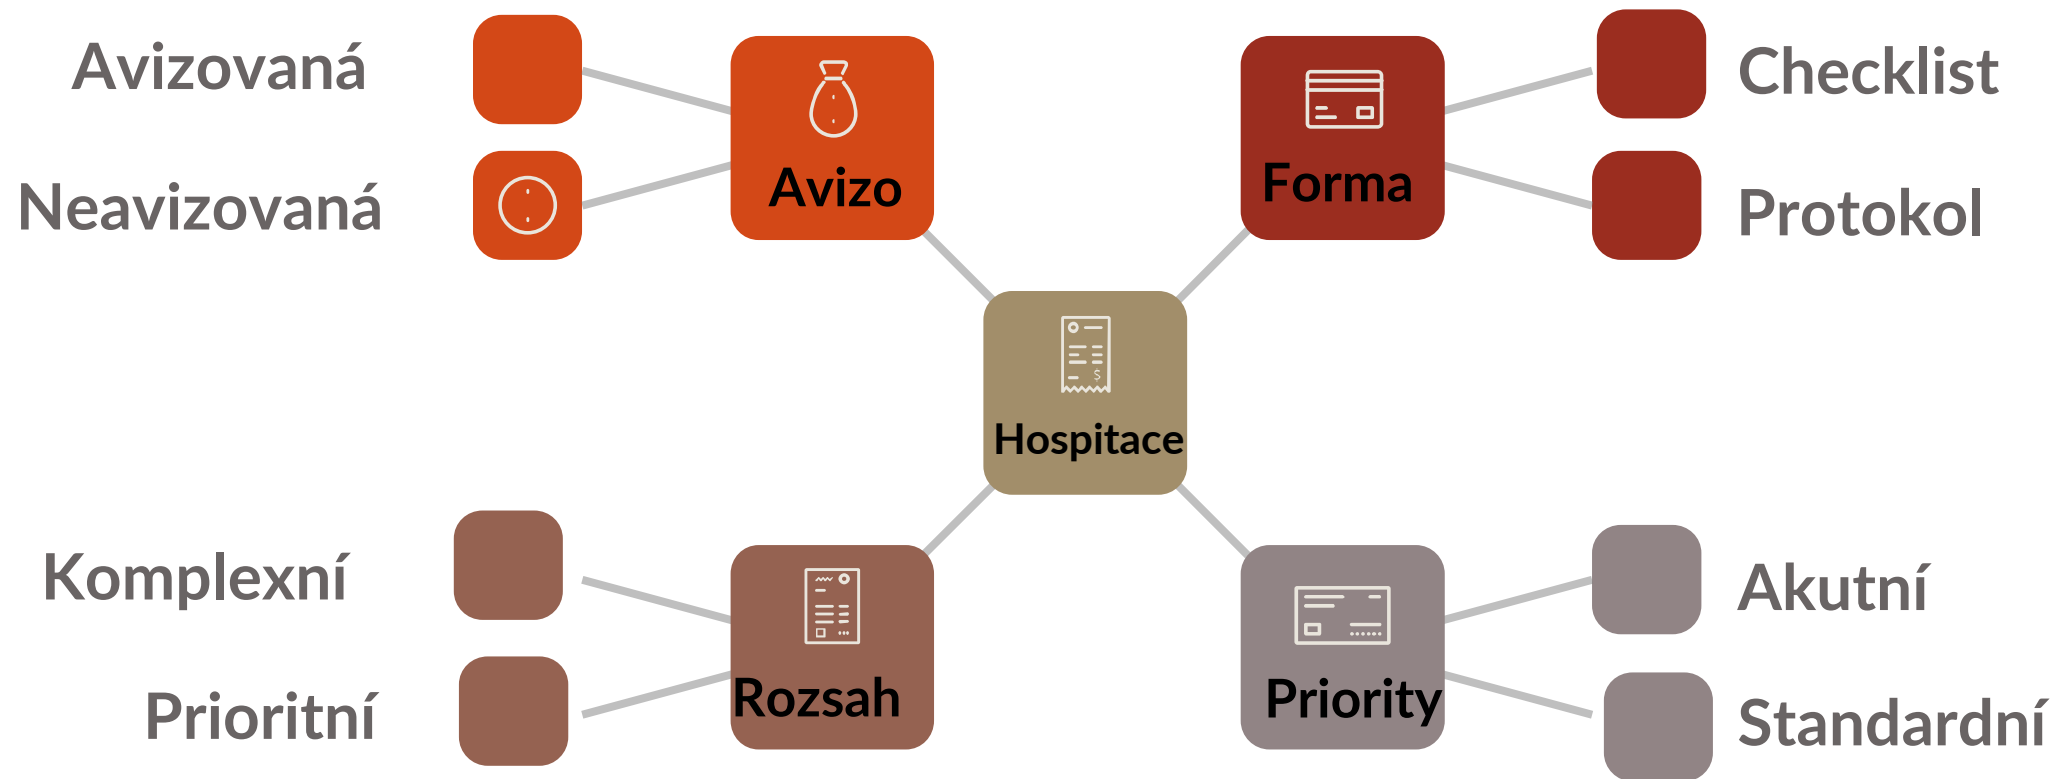 Avizovaná
Neavizovaná
Avizo
Forma
Checklist
Protokol
Hospitace
Komplexní
Prioritní
Rozsah
Priority
Akutní
Standardní